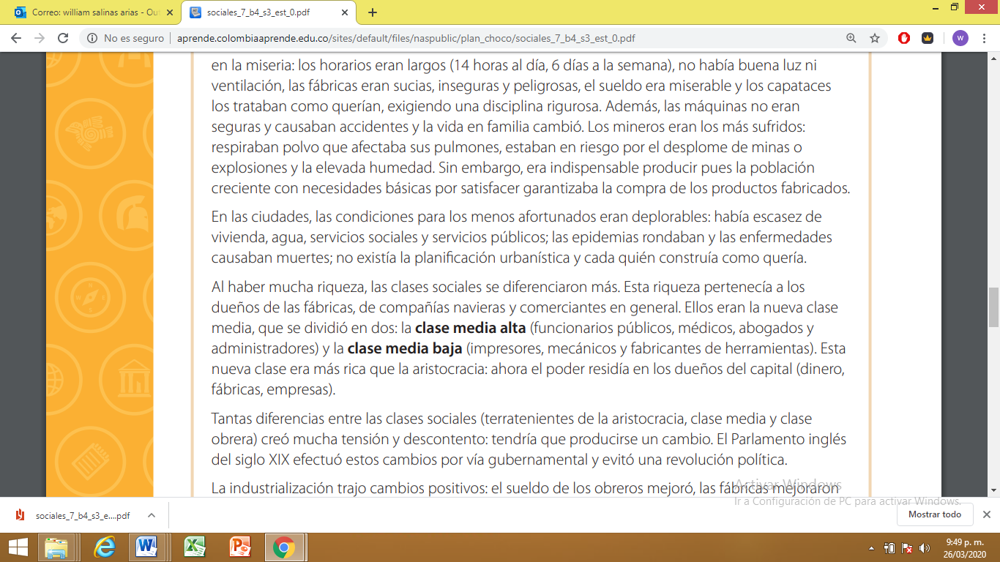 Correo: william salinas arias - Ou
sociales_7_b4_s3_est_0.pdf
No es seguro
aprende.colombiaaprende.edu.co/sites/default/files/naspublic/plan_choco/sociales_7_b4_s3_est_0.pdf
W
en la miseria: los horarios eran largos (14 horas al día, 6 días a la semana), no había buena luz ni
ventilación, las fábricas eran sucias, inseguras y peligrosas, el sueldo era miserable y los capataces
los trataban como querían, exigiendo una disciplina rigurosa. Además, las máquinas no eran
seguras y causaban accidentes y la vida en familia cambió. Los mineros eran los más sufridos:
respiraban polvo que afectaba sus pulmones, estaban en riesgo por el desplome de minas o
explosiones y la elevada humedad. Sin embargo, era indispensable producir pues la población
creciente con necesidades básicas por satisfacer garantizaba la compra de los productos fabricados.
En las ciudades, las condiciones para los menos afortunados eran deplorables: había escasez de
vivienda, agua, servicios sociales y servicios públicos; las epidemias rondaban y las enfermedades
causaban muertes; no existía la planificación urbanística y cada quién construía como quería.
Al haber mucha riqueza, las clases sociales se diferenciaron más. Esta riqueza pertenecía a los
dueños de las fábricas, de compañías navieras y comerciantes en general. Ellos eran la nueva clase
media, que se dividió en dos: la clase media alta (funcionarios públicos, médicos, abogados y
administradores) y la clase media baja (impresores, mecánicos y fabricantes de herramientas). Esta
nueva clase era más rica que la aristocracia: ahora el poder residía en los dueños del capital (dinero,
fábricas, empresas).
Tantas diferencias entre las clases sociales (terratenientes de la aristocracia, clase media y clase
obrera) creó mucha tensión y descontento: tendría que producirse un cambio. El Parlamento inglés
del siglo XIX efectuó estos cambios por vía gubernamental y evitó una revolución política.
La industrialización trajo cambios positivos: el sueldo de los obreros mejoró, las fábricas mejoraron
Activar Windows
Ir a Configuración de PC para activar Windows.
sociales_7_b4_s3_e....pdf
Mostrar todo
9:49 p. m.
26/03/2020